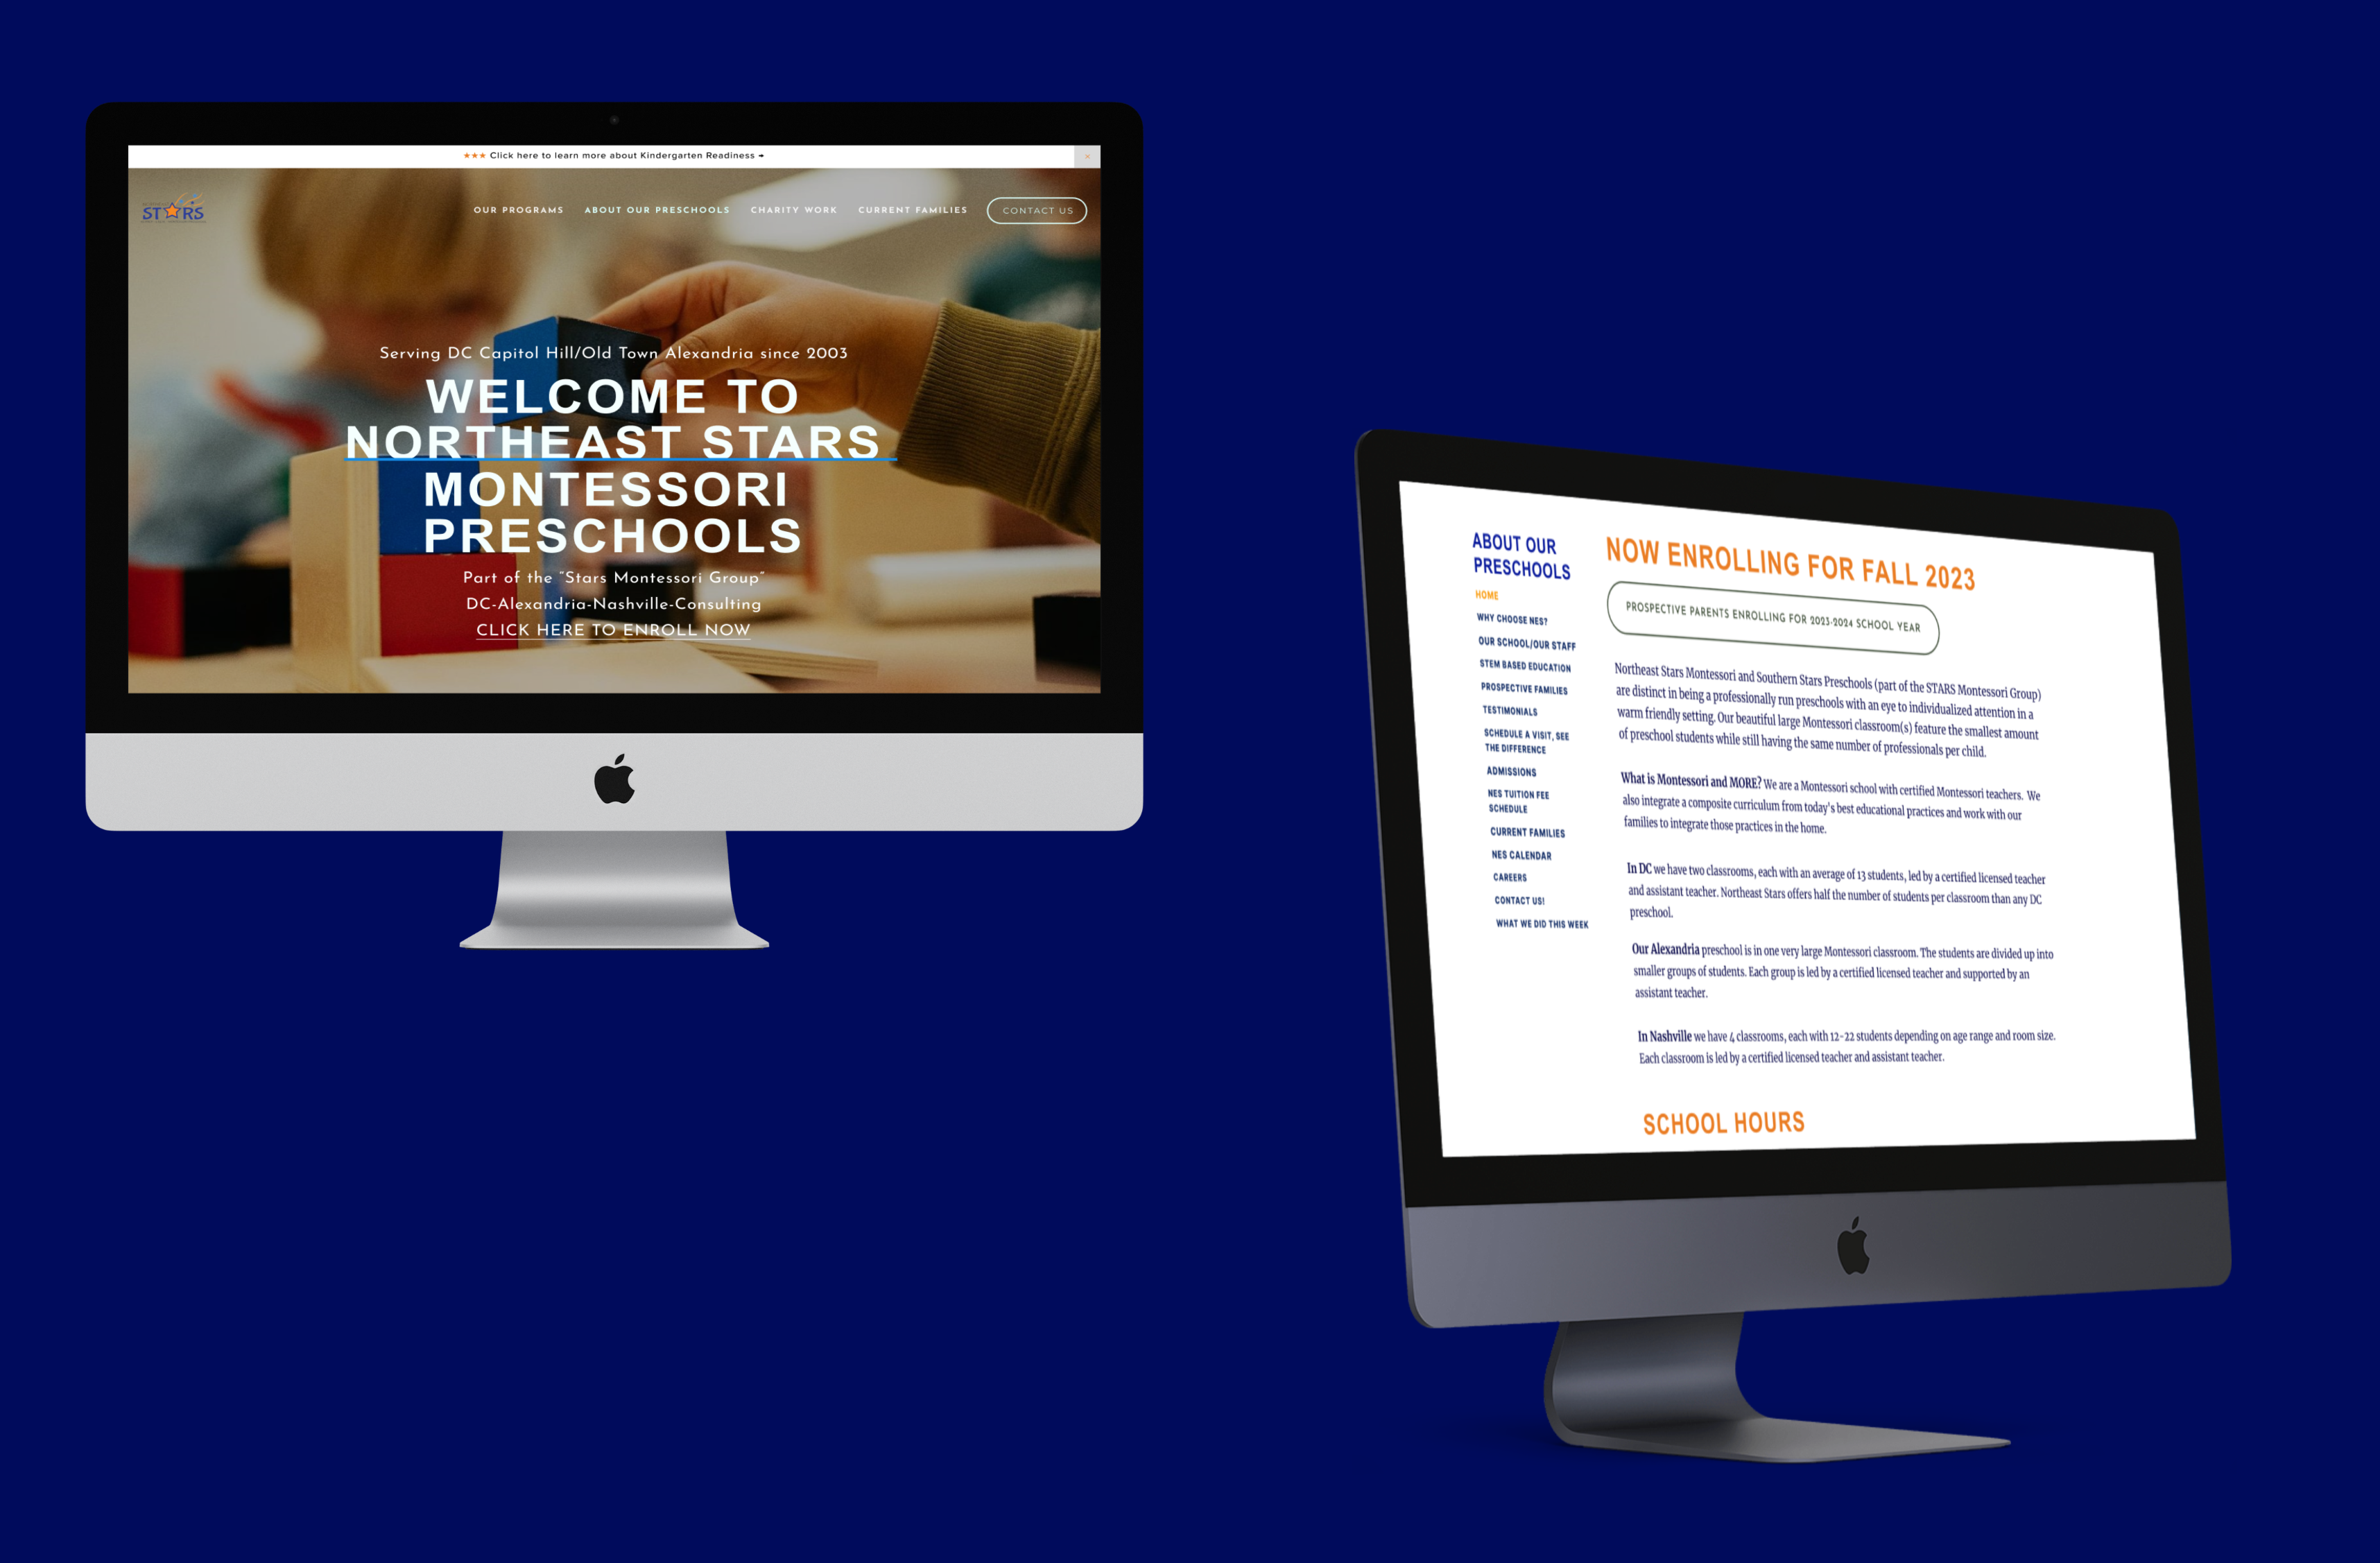 ★★★ Click here to learn more about Kindergarten Readiness ➔
×
STARS
OUR PROGRAMS
ABOUT OUR PRESCHOOLS
CHARITY WORK
CURRENT FAMILIES
CONTACT US
Serving DC Capitol Hill/Old Town Alexandria since 2003
WELCOME TO
NORTHEAST STARS
MONTESSORI
PRESCHOOLS
Part of the "Stars Montessori Group"
DC-Alexandria-Nashville-Consulting
CLICK HERE TO ENROLL NOW
ABOUT OUR
PRESCHOOLS
HOME
WHY CHOOSE NES?
OUR SCHOOL/OUR STAFF
STEM BASED EDUCATION
PROSPECTIVE FAMILIES
TESTIMONIALS
SCHEDULE A VISIT, SEE
THE DIFFERENCE
ADMISSIONS
NES TUITION FEE
SCHEDULE
CURRENT FAMILIES
NES CALENDAR
CAREERS
CONTACT US!
WHAT WE DID THIS WEEK
NOW ENROLLING FOR FALL 2023
PROSPECTIVE PARENTS ENROLLING FOR 2023-2024 SCHOOL YEAR
Northeast Stars Montessori and Southern Stars Preschools (part of the STARS Montessori Group)
are distinct in being a professionally run preschools with an eye to individualized attention in a
warm friendly setting. Our beautiful large Montessori classroom(s) feature the smallest amount
of preschool students while still having the same number of professionals per child.
What is Montessori and MORE? We are a Montessori school with certified Montessori teachers. We
also integrate a composite curriculum from today's best educational practices and work with our
families to integrate those practices in the home.
In DC we have two classrooms, each with an average of 13 students, led by a certified licensed teacher
and assistant teacher. Northeast Stars offers half the number of students per classroom than any DC
preschool.
Our Alexandria preschool is in one very large Montessori classroom. The students are divided up into
smaller groups of students. Each group is led by a certified licensed teacher and supported by an
assistant teacher.
In Nashville we have 4 classrooms, each with 12-22 students depending on age range and room size.
Each classroom is led by a certified licensed teacher and assistant teacher.
SCHOOL HOURS